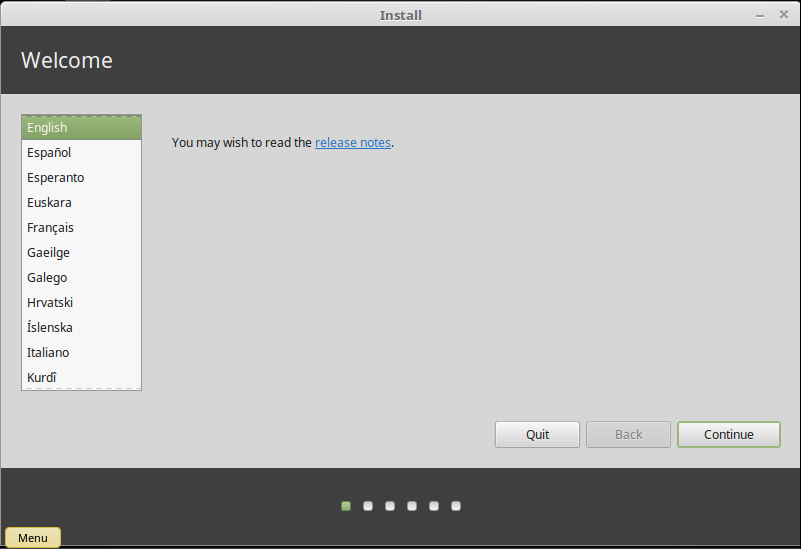 Install
Welcome
English
Español
Esperanto
Euskara
Français
Gaeilge
Galego
Hrvatski
Íslenska
Italiano
Kurdî
You may wish to read the release notes.
Quit
Back
Continue
Menu